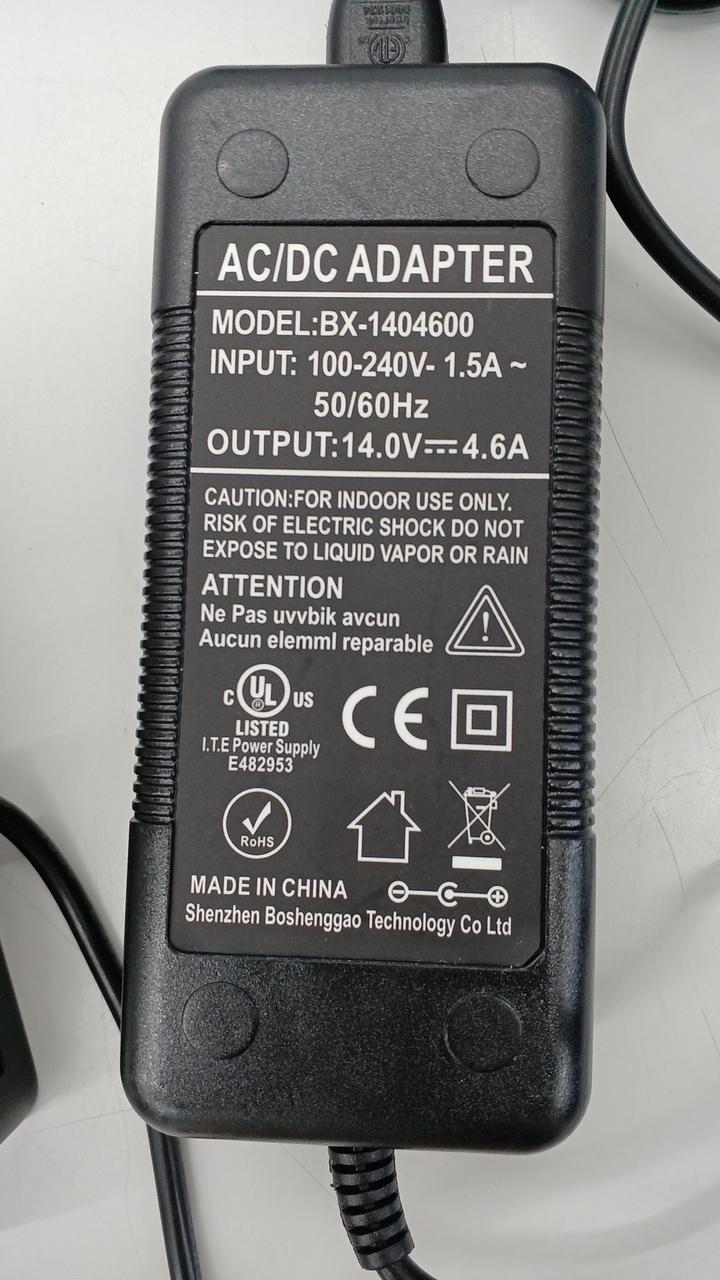 AC/DC ADAPTER
MODEL:BX-1404600
INPUT: 100-240V- 1.5A ~
50/60Hz
OUTPUT:14.0V⎓4.6A
CAUTION:FOR INDOOR USE ONLY.
RISK OF ELECTRIC SHOCK DO NOT
EXPOSE TO LIQUID VAPOR OR RAIN
ATTENTION
Ne Pas uvvbik avcun
Aucun elemml reparable
C UL US
®
LISTED
I.T.E Power Supply
E482953
CE
RoHS
MADE IN CHINA
Shenzhen Boshenggao Technology Co Ltd